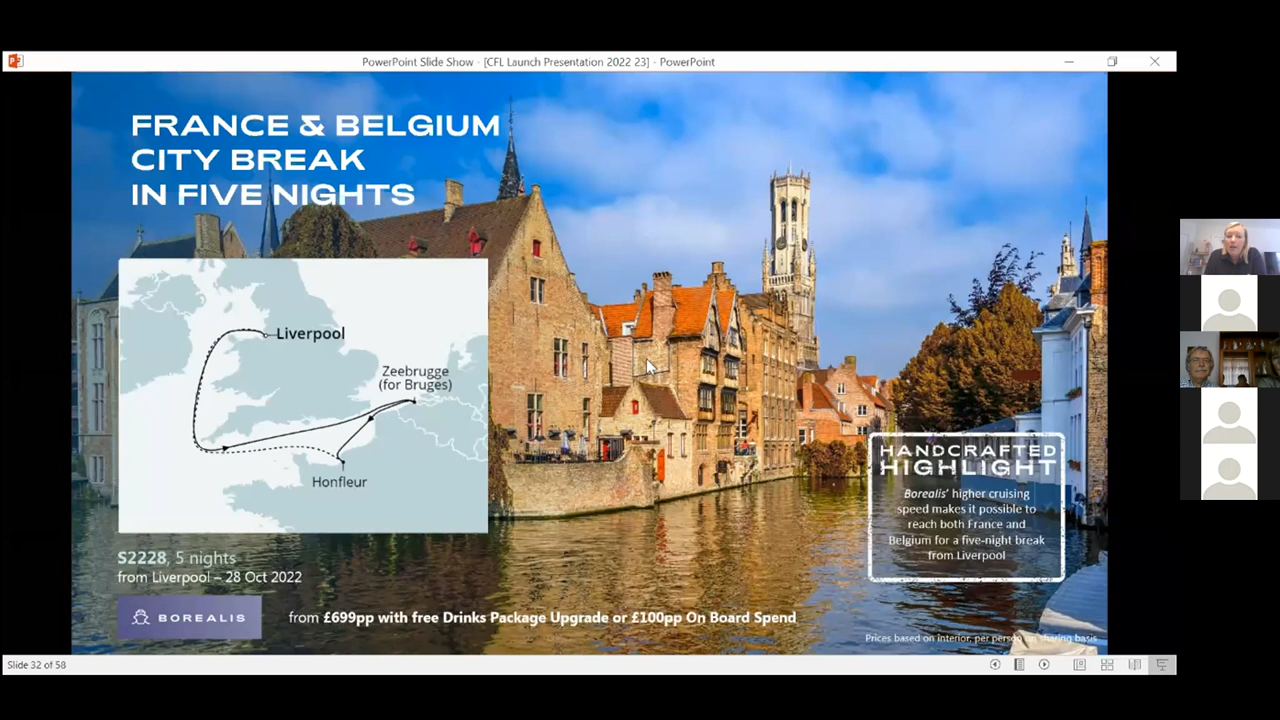 PowerPoint Slide Show - [CFL Launch Presentation 2022 23] - PowerPoint
FRANCE & BELGIUM
CITY BREAK
IN FIVE NIGHTS
Liverpool
Zeebrugge
(for Bruges)
Honfleur
HANDCRAFTED
HIGHLIGHT
Borealis' higher cruising
speed makes it possible to
reach both France and
Belgium for a five-night break
from Liverpool
S2228, 5 nights
from Liverpool – 28 Oct 2022
BOREALIS
from £699pp with free Drinks Package Upgrade or £100pp On Board Spend
Prices based on interior, per person on sharing basis
Slide 32 of 58